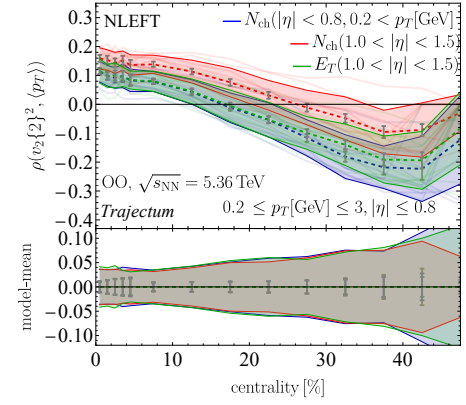 NLEFT
N_ch(|η| < 0.8, 0.2 < p_T[GeV])
N_ch(1.0 < |η| < 1.5)
E_T(1.0 < |η| < 1.5)
0.3
0.2
0.1
0.0
−0.1
−0.2
−0.3
−0.4
ρ(v_2{2}^2, ⟨p_T⟩)
OO, √s_NN = 5.36 TeV
Trajectum
0.2 ≤ p_T[GeV] ≤ 3, |η| ≤ 0.8
0.10
0.05
0.00
−0.05
−0.10
model-mean
0 10 20 30 40
centrality [%]